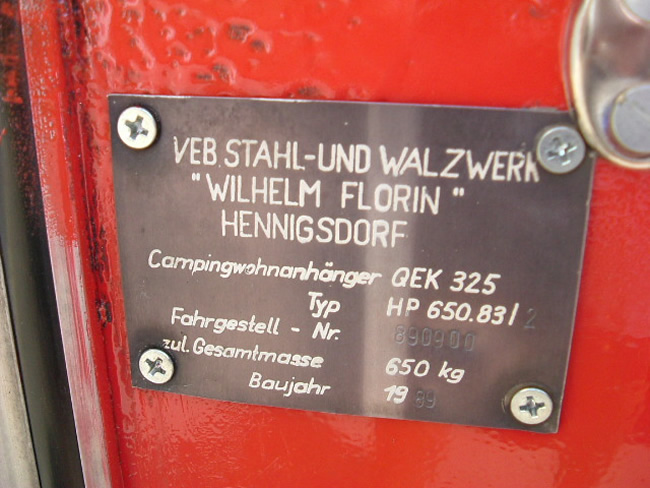 VEB STAHL-UND WALZWERK
"WILHELM FLORIN"
HENNIGSDORF
Campingwohnanhänger QEK 325
Typ HP 650.83/2
Fahrgestell - Nr. 890900
zul. Gesamtmasse 650 kg
Baujahr 1989